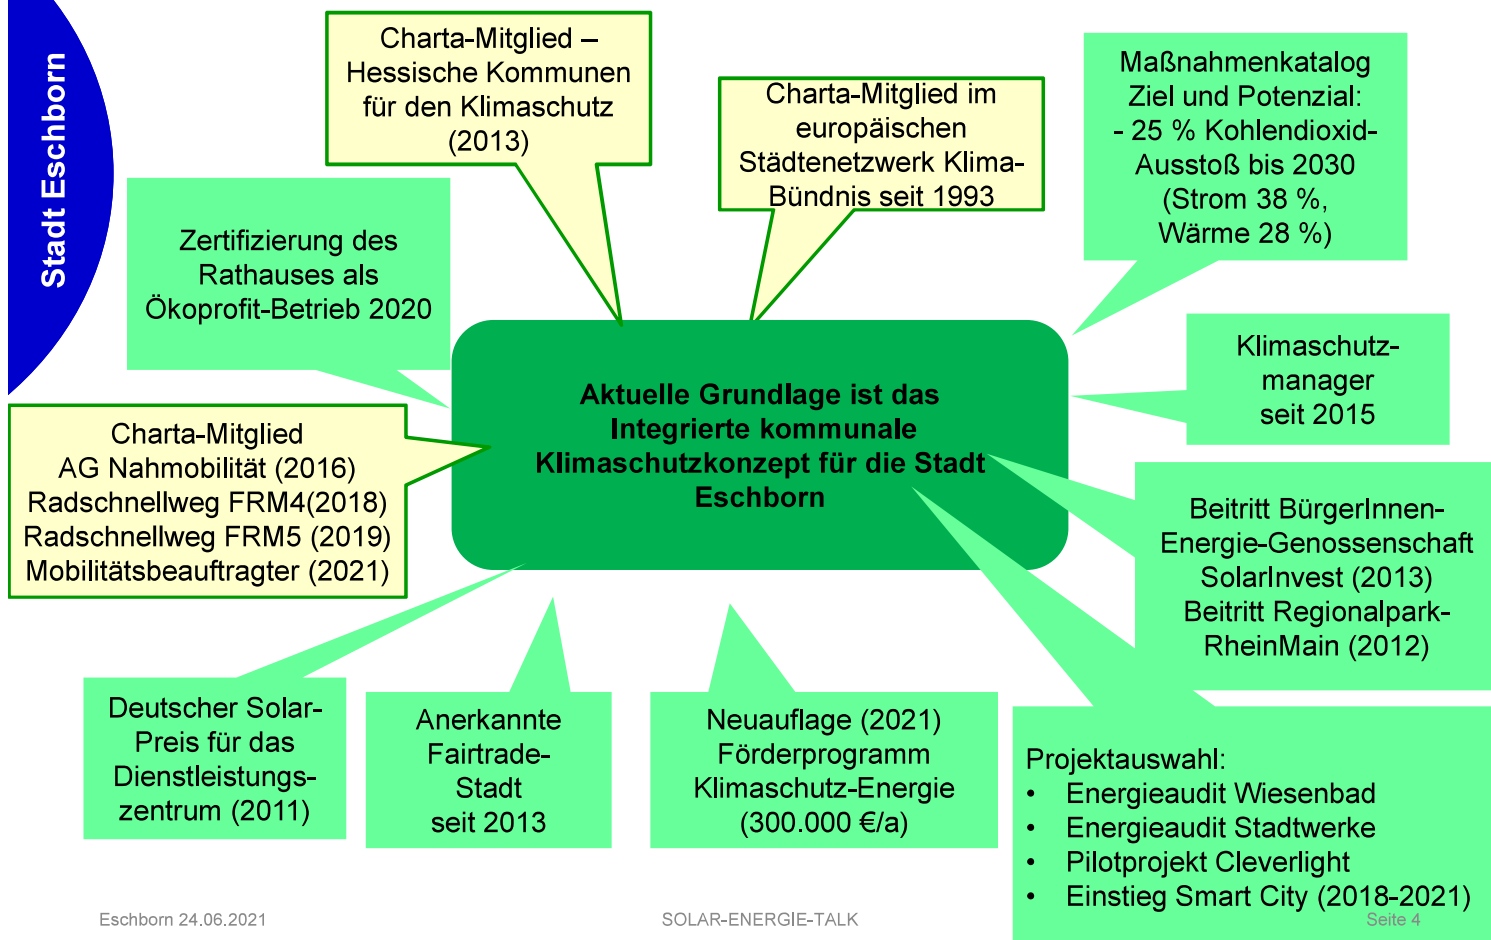 Stadt Eschborn
Charta-Mitglied –
Hessische Kommunen
für den Klimaschutz
(2013)
Charta-Mitglied im
europäischen
Städtenetzwerk Klima-
Bündnis seit 1993
Maßnahmenkatalog
Ziel und Potenzial:
- 25 % Kohlendioxid-
Ausstoß bis 2030
(Strom 38 %,
Wärme 28 %)
Zertifizierung des
Rathauses als
Ökoprofit-Betrieb 2020
Klimaschutz-
manager
seit 2015
Aktuelle Grundlage ist das
Integrierte kommunale
Klimaschutzkonzept für die Stadt
Eschborn
Charta-Mitglied
AG Nahmobilität (2016)
Radschnellweg FRM4(2018)
Radschnellweg FRM5 (2019)
Mobilitätsbeauftragter (2021)
Beitritt BürgerInnen-
Energie-Genossenschaft
SolarInvest (2013)
Beitritt Regionalpark-
RheinMain (2012)
Deutscher Solar-
Preis für das
Dienstleistungs-
zentrum (2011)
Anerkannte
Fairtrade-
Stadt
seit 2013
Neuauflage (2021)
Förderprogramm
Klimaschutz-Energie
(300.000 €/a)
Projektauswahl:
• Energieaudit Wiesenbad
• Energieaudit Stadtwerke
• Pilotprojekt Cleverlight
• Einstieg Smart City (2018-2021)
Eschborn 24.06.2021
SOLAR-ENERGIE-TALK
Seite 4